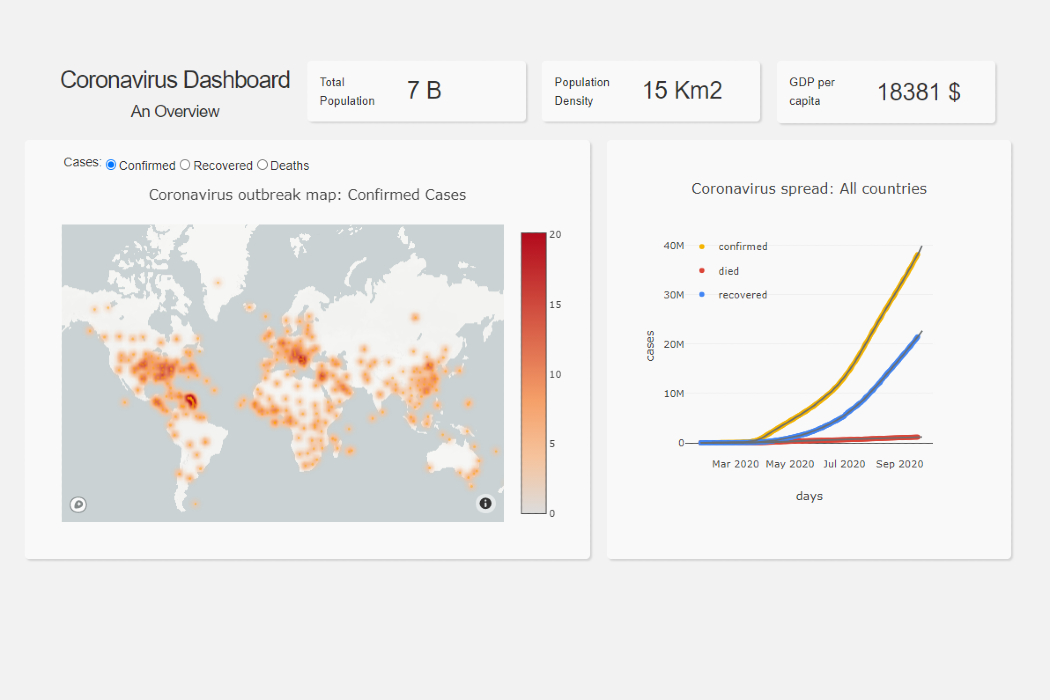 Coronavirus Dashboard
An Overview
Total
Population
7 B
Population
Density
15 Km2
GDP per
capita
18381 $
Cases: Confirmed Recovered Deaths
Coronavirus outbreak map: Confirmed Cases
20
15
10
5
0
Coronavirus spread: All countries
confirmed
died
recovered
cases
40M
30M
20M
10M
0
Mar 2020 May 2020 Jul 2020 Sep 2020
days